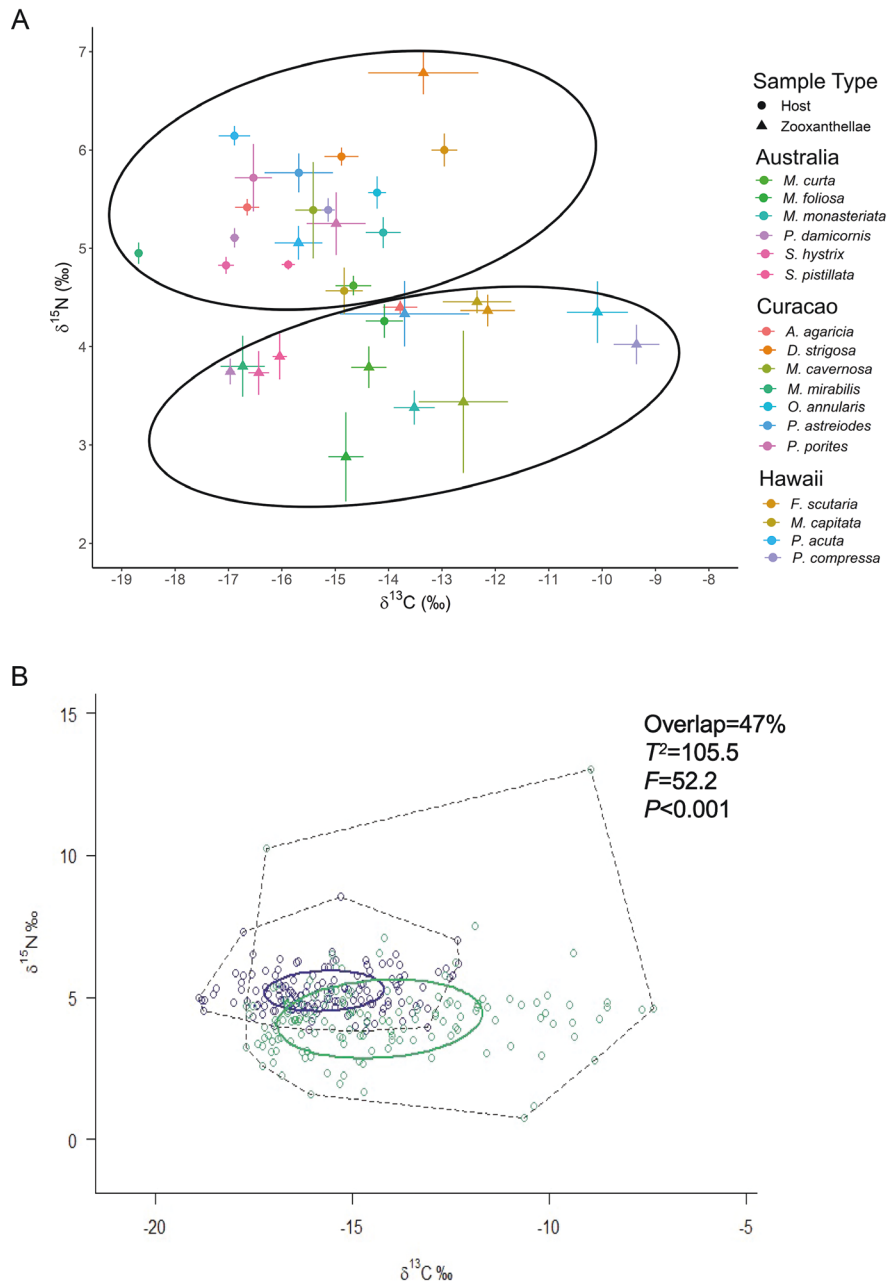 A
7
6
5
4
3
2
δ15N (‰)
-19 -18 -17 -16 -15 -14 -13 -12 -11 -10 -9 -8
δ13C (‰)
Sample Type
Host
Zooxanthellae
Australia
M. curta
M. foliosa
M. monasteriata
P. damicornis
S. hystrix
S. pistillata
Curacao
A. agaricia
D. strigosa
M. cavernosa
M. mirabilis
O. annularis
P. astreiodes
P. porites
Hawaii
F. scutaria
M. capitata
P. acuta
P. compressa
B
15
10
5
0
δ15N ‰
Overlap=47%
T2=105.5
F=52.2
P<0.001
-20 -15 -10 -5
δ13C ‰